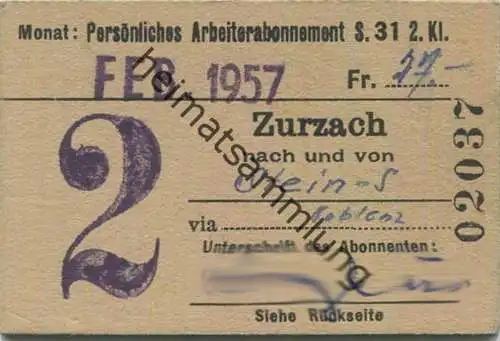 Monat: Persönliches Arbeiterabonnement S. 31 2. Kl.
FEB. 1957
Fr. 27.-
2
Zurzach
nach und von
Stein-S
via Koblenz
Unterschrift des Abonnenten:
Siehe Rückseite
02037
heimatsammlung